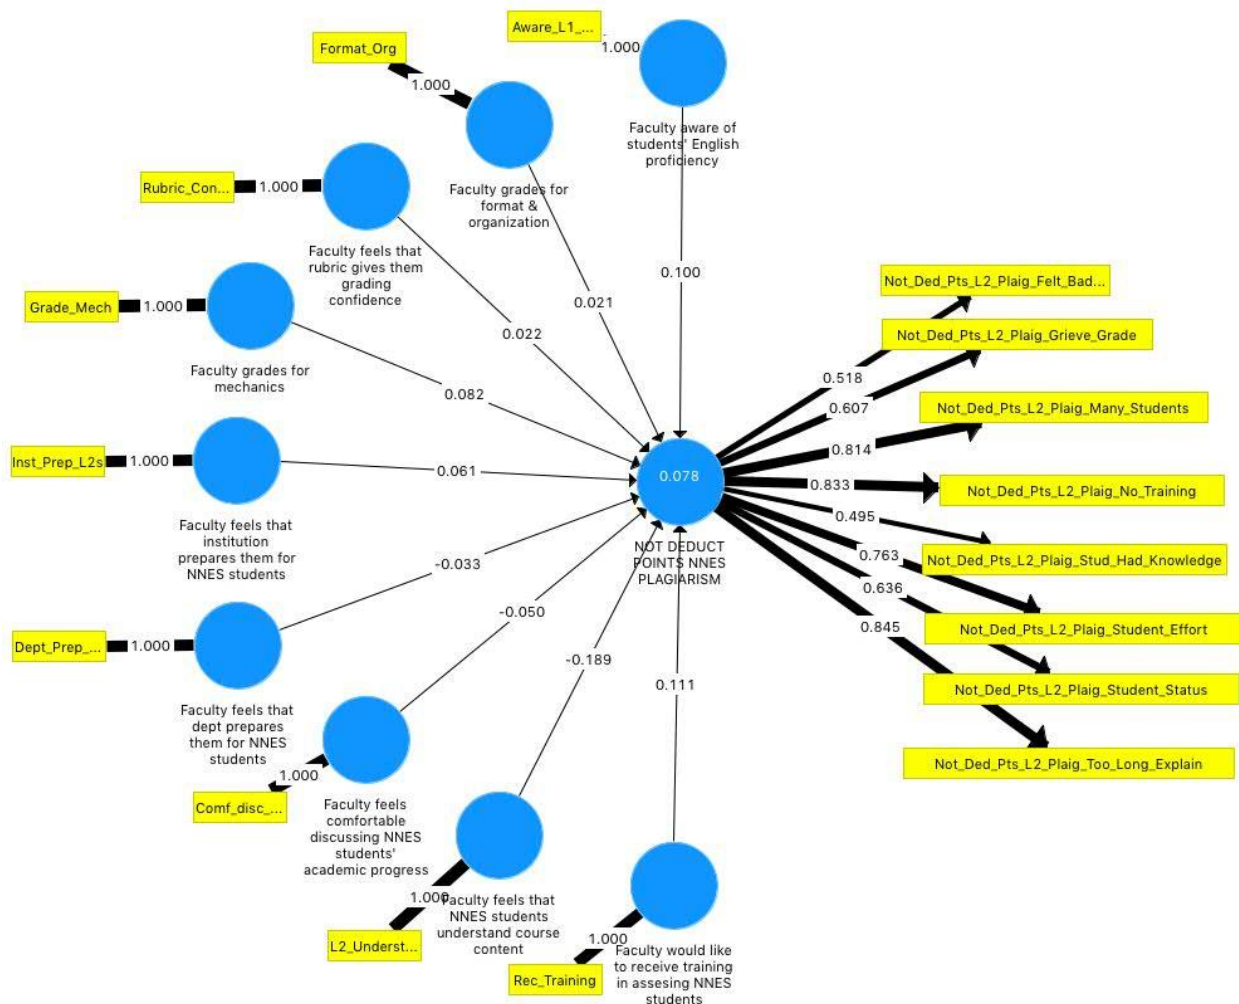 Aware_L1_...
1.000
Format_Org
1.000
Faculty aware of
students' English
proficiency
Rubric_Con...
1.000
Faculty grades for
format &
organization
Faculty feels that
rubric gives them
grading
confidence
0.100
Not_Ded_Pts_L2_Plaig_Felt_Bad...
Grade_Mech
1.000
0.021
0.022
Not_Ded_Pts_L2_Plaig_Grieve_Grade
Faculty grades for
mechanics
0.518
0.607
0.082
Not_Ded_Pts_L2_Plaig_Many_Students
0.814
Inst_Prep_L2s
1.000
0.061
0.078
0.833
Not_Ded_Pts_L2_Plaig_No_Training
0.495
Faculty feels that
institution
prepares them for
NNES students
NOT DEDUCT
POINTS NNES
PLAIGARISM
0.763
Not_Ded_Pts_L2_Plaig_Stud_Had_Knowledge
-0.033
0.636
-0.050
0.845
Not_Ded_Pts_L2_Plaig_Student_Effort
Dept_Prep_...
1.000
-0.189
0.111
Not_Ded_Pts_L2_Plaig_Student_Status
Faculty feels that
dept prepares
them for NNES
students
Not_Ded_Pts_L2_Plaig_Too_Long_Explain
1.000
Comf_disc_...
Faculty feels
comfortable
discussing NNES
students'
academic progress
1.000
L2_Underst...
Faculty feels that
NNES students
understand course
content
1.000
Rec_Training
Faculty would like
to receive training
in assesing NNES
students